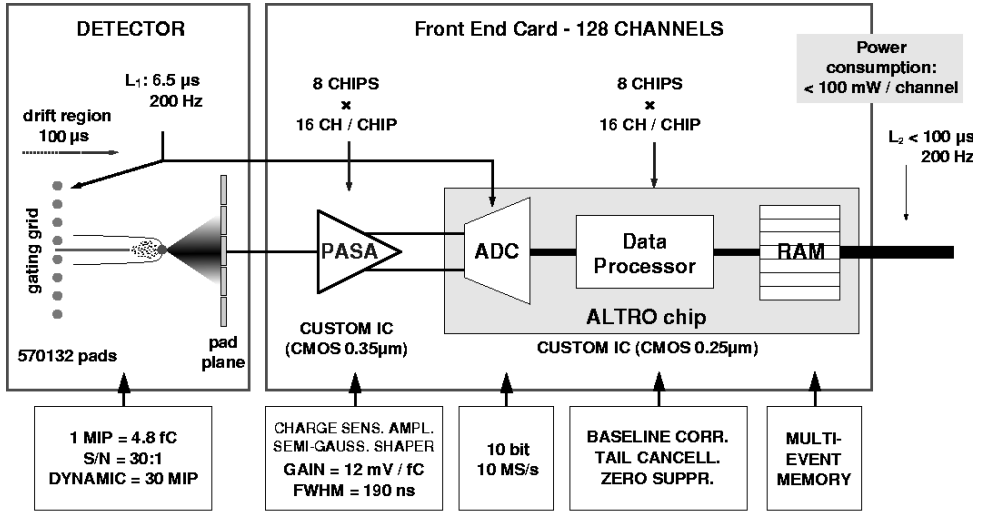 DETECTOR
L1: 6.5 µs
200 Hz
drift region
100 µs
gating grid
570132 pads
pad
plane
Front End Card - 128 CHANNELS
Power
consumption:
< 100 mW / channel
8 CHIPS
×
16 CH / CHIP
8 CHIPS
×
16 CH / CHIP
L2 < 100 µs
200 Hz
PASA
ADC
Data
Processor
RAM
ALTRO chip
CUSTOM IC
(CMOS 0.35µm)
CUSTOM IC (CMOS 0.25µm)
1 MIP = 4.8 fC
S/N = 30:1
DYNAMIC = 30 MIP
CHARGE SENS. AMPL.
SEMI-GAUSS. SHAPER
GAIN = 12 mV / fC
FWHM = 190 ns
10 bit
10 MS/s
BASELINE CORR.
TAIL CANCELL.
ZERO SUPPR.
MULTI-
EVENT
MEMORY